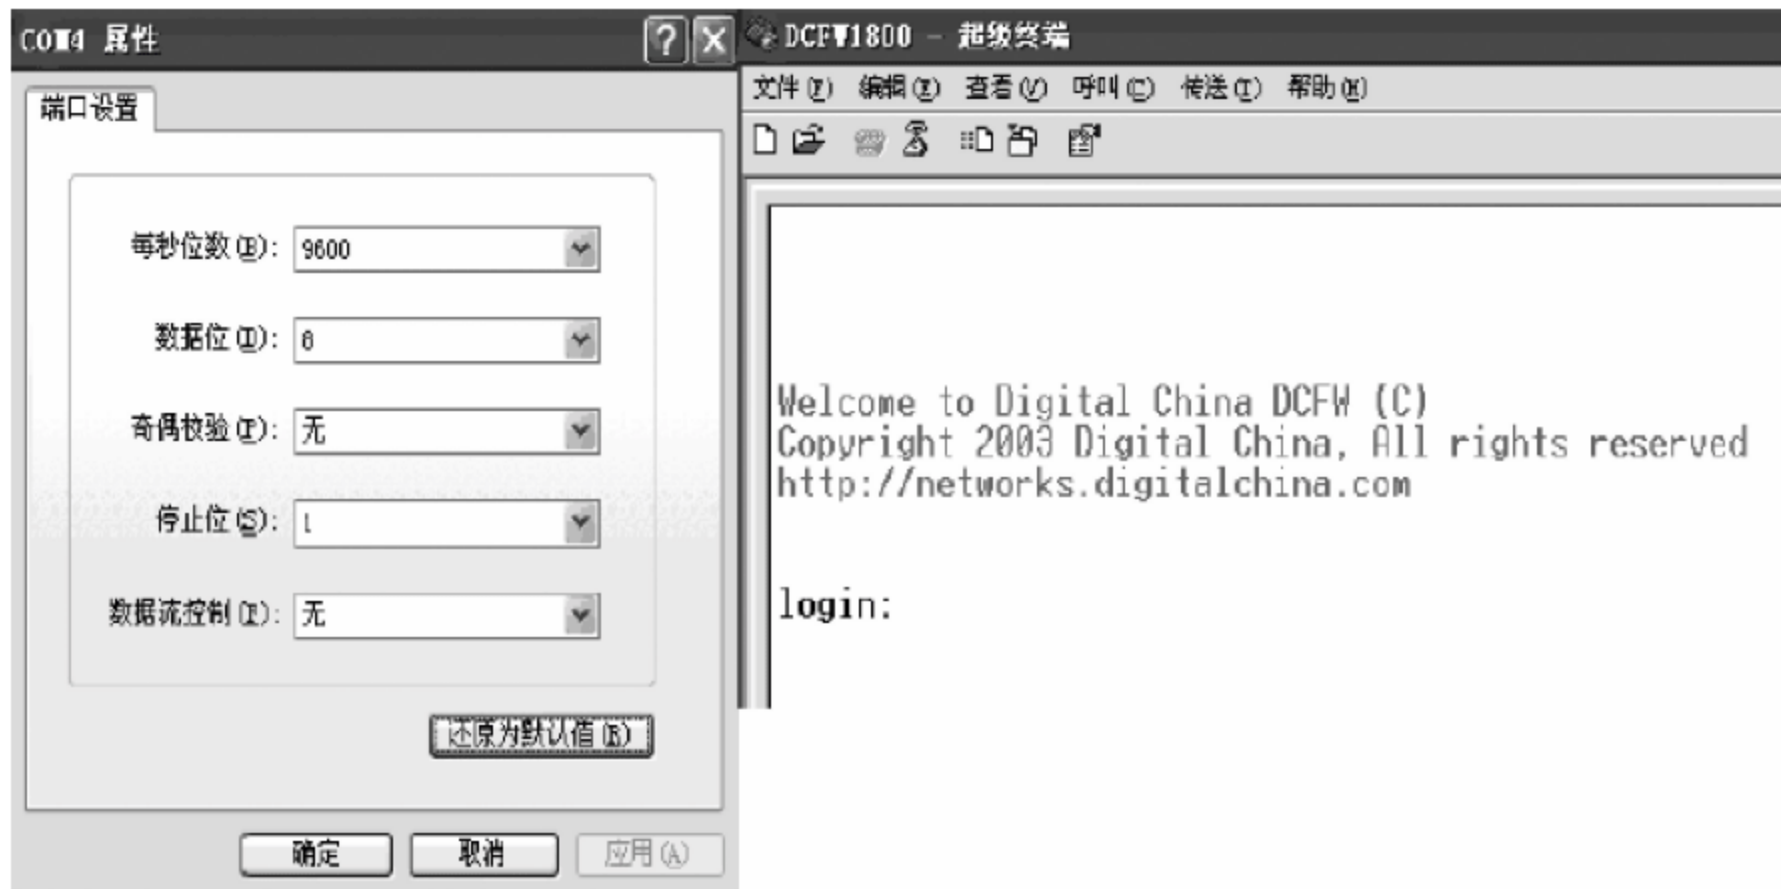 COM4 属性
端口设置
每秒位数(B): 9600
数据位(D): 8
奇偶校验(P): 无
停止位(S): 1
数据流控制(F): 无
还原为默认值(R)
确定 取消 应用(A)
DCFW1800 - 超级终端
文件(F) 编辑(E) 查看(V) 呼叫(C) 传送(T) 帮助(H)
Welcome to Digital China DCFW (C)
Copyright 2003 Digital China, All rights reserved
http://networks.digitalchina.com
login: